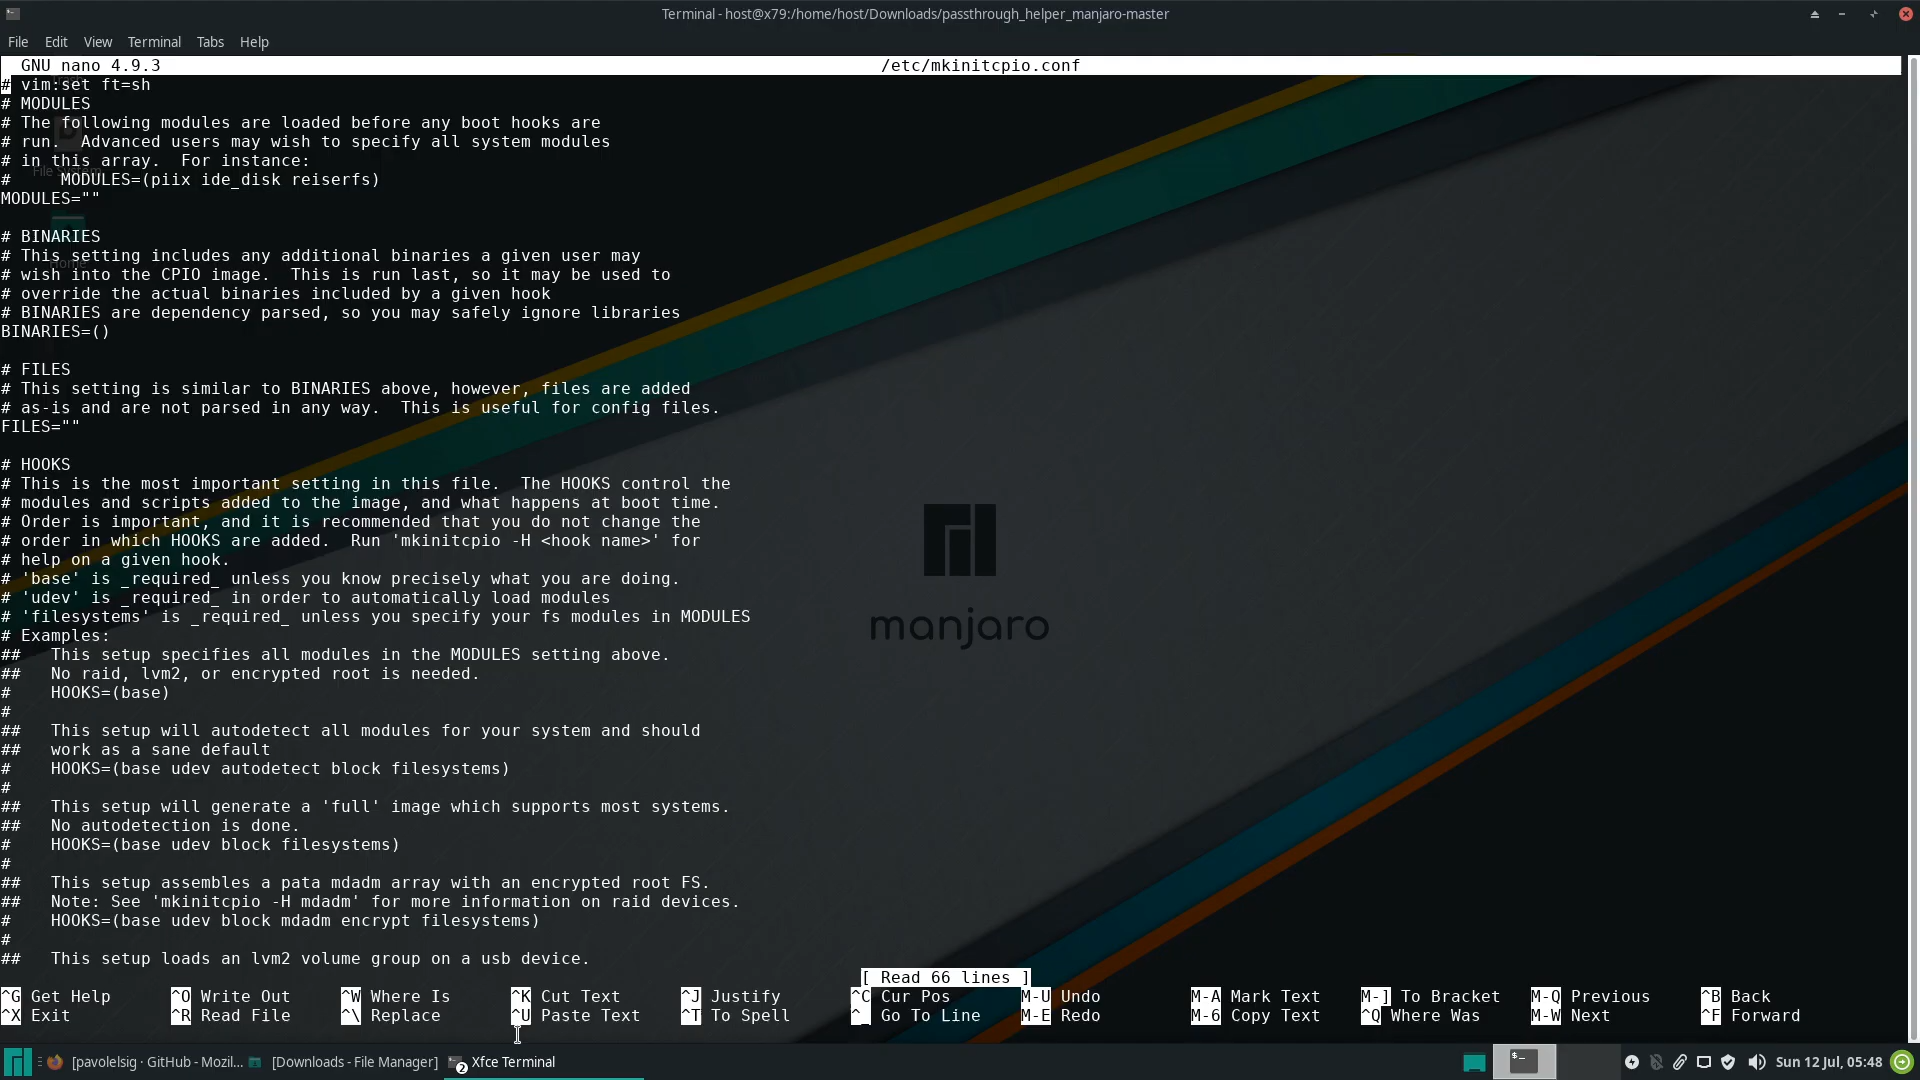 Terminal - host@x79:/home/host/Downloads/passthrough_helper_manjaro-master
File Edit View Terminal Tabs Help
GNU nano 4.9.3 /etc/mkinitcpio.conf
# vim:set ft=sh
# MODULES
# The following modules are loaded before any boot hooks are
# run.  Advanced users may wish to specify all system modules
# in this array.  For instance:
#     MODULES=(piix ide_disk reiserfs)
File System
MODULES=""
# BINARIES
# This setting includes any additional binaries a given user may
Home
# wish into the CPIO image.  This is run last, so it may be used to
# override the actual binaries included by a given hook
# BINARIES are dependency parsed, so you may safely ignore libraries
BINARIES=()
# FILES
# This setting is similar to BINARIES above, however, files are added
# as-is and are not parsed in any way.  This is useful for config files.
FILES=""
# HOOKS
# This is the most important setting in this file.  The HOOKS control the
# modules and scripts added to the image, and what happens at boot time.
# Order is important, and it is recommended that you do not change the
# order in which HOOKS are added.  Run 'mkinitcpio -H <hook name>' for
# help on a given hook.
# 'base' is _required_ unless you know precisely what you are doing.
# 'udev' is _required_ in order to automatically load modules
# 'filesystems' is _required_ unless you specify your fs modules in MODULES
# Examples:
##   This setup specifies all modules in the MODULES setting above.
##   No raid, lvm2, or encrypted root is needed.
#    HOOKS=(base)
#
##   This setup will autodetect all modules for your system and should
##   work as a sane default
#    HOOKS=(base udev autodetect block filesystems)
#
##   This setup will generate a 'full' image which supports most systems.
##   No autodetection is done.
#    HOOKS=(base udev block filesystems)
#
##   This setup assembles a pata mdadm array with an encrypted root FS.
##   Note: See 'mkinitcpio -H mdadm' for more information on raid devices.
#    HOOKS=(base udev block mdadm encrypt filesystems)
#
##   This setup loads an lvm2 volume group on a usb device.
manjaro
[ Read 66 lines ]
^G Get Help ^O Write Out ^W Where Is ^K Cut Text ^J Justify ^C Cur Pos M-U Undo M-A Mark Text M-] To Bracket M-Q Previous ^B Back
^X Exit ^R Read File ^\ Replace ^U Paste Text ^T To Spell ^_ Go To Line M-E Redo M-6 Copy Text ^Q Where Was M-W Next ^F Forward
[pavolelsig · GitHub - Mozil... [Downloads - File Manager] 2 Xfce Terminal Sun 12 Jul, 05:48